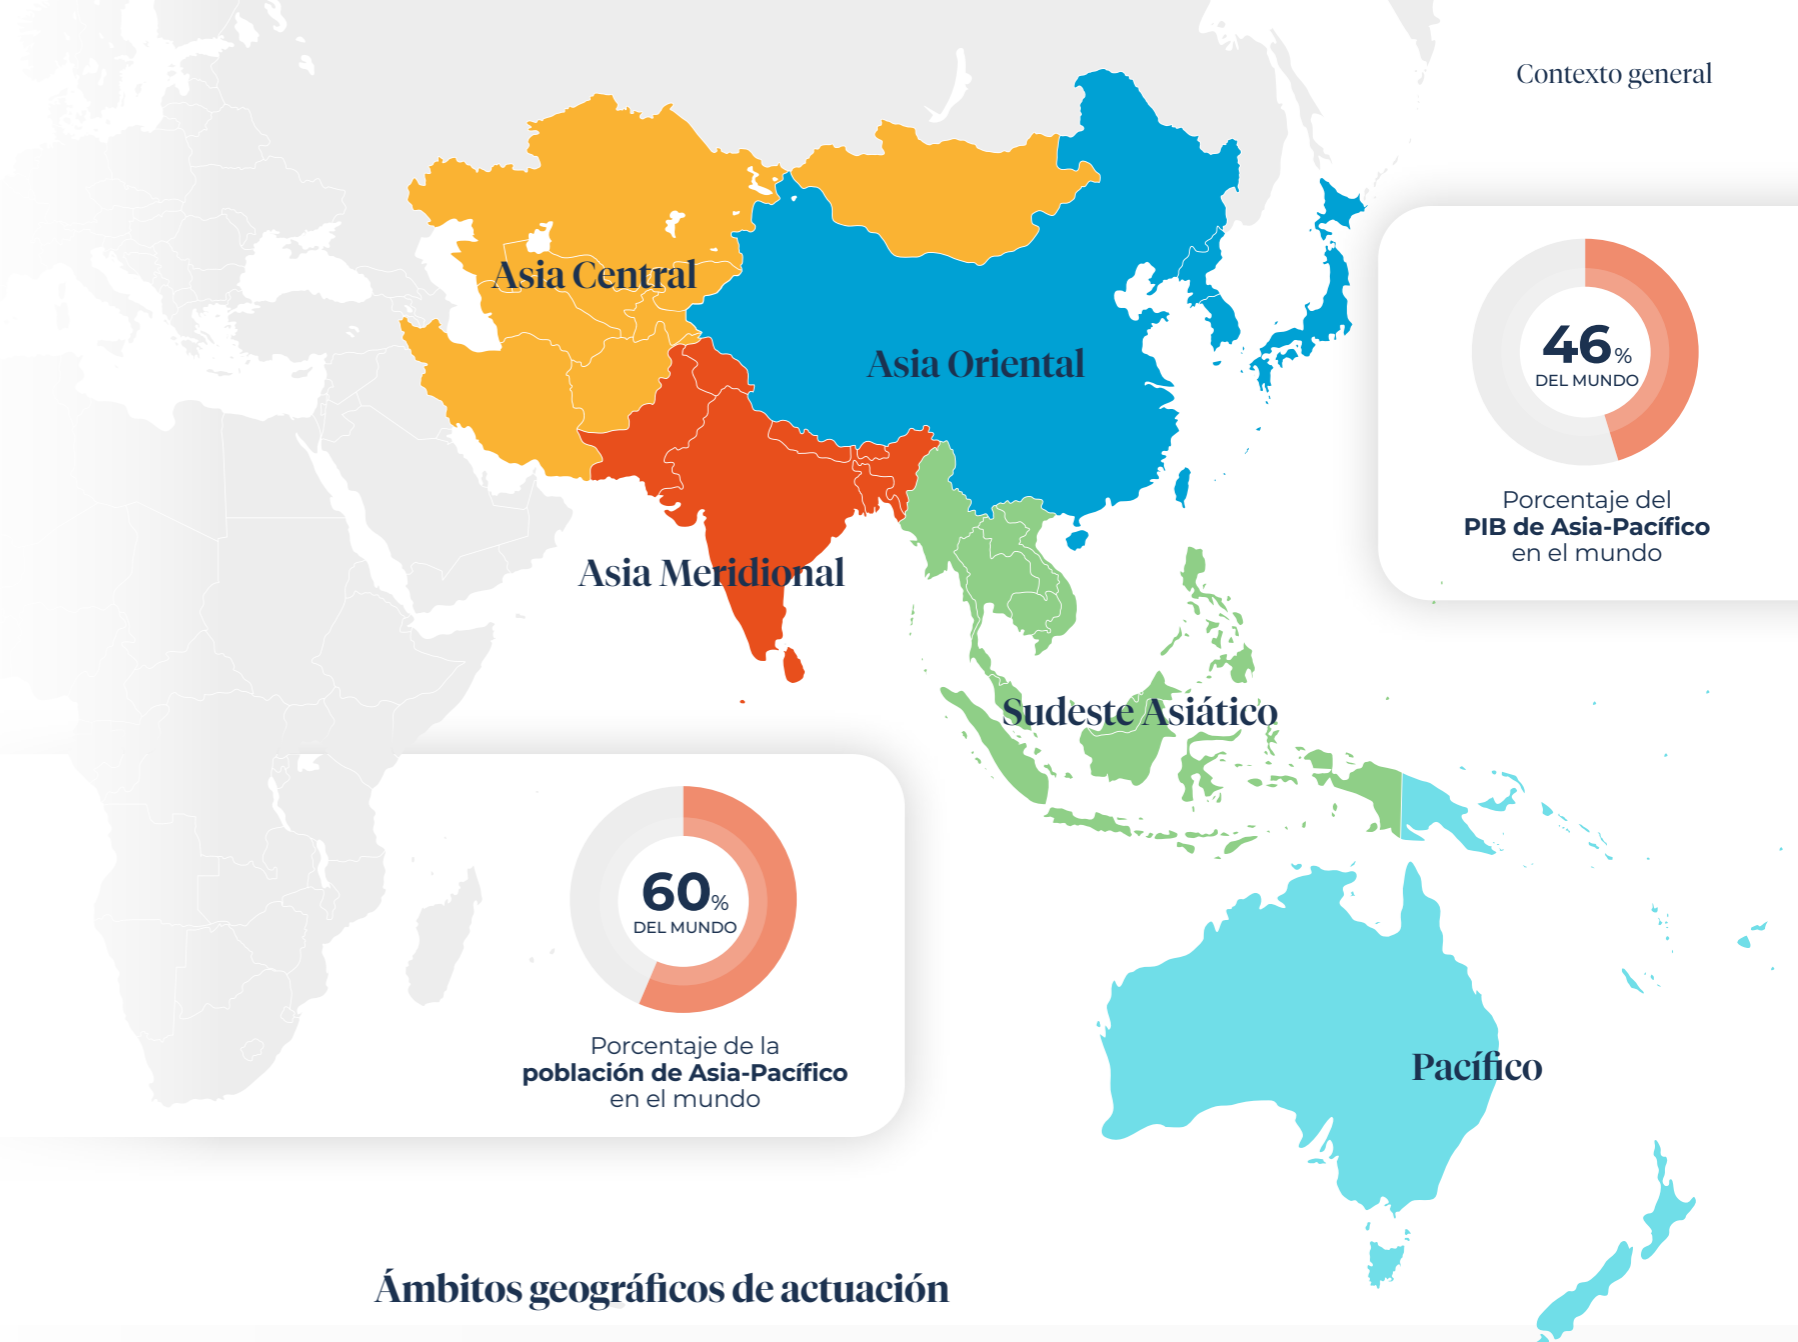 Contexto general
Asia Central
Asia Oriental
46%
DEL MUNDO
Porcentaje del
PIB de Asia-Pacífico
en el mundo
Asia Meridional
Sudeste Asiático
60%
DEL MUNDO
Porcentaje de la
población de Asia-Pacífico
en el mundo
Pacífico
Ámbitos geográficos de actuación